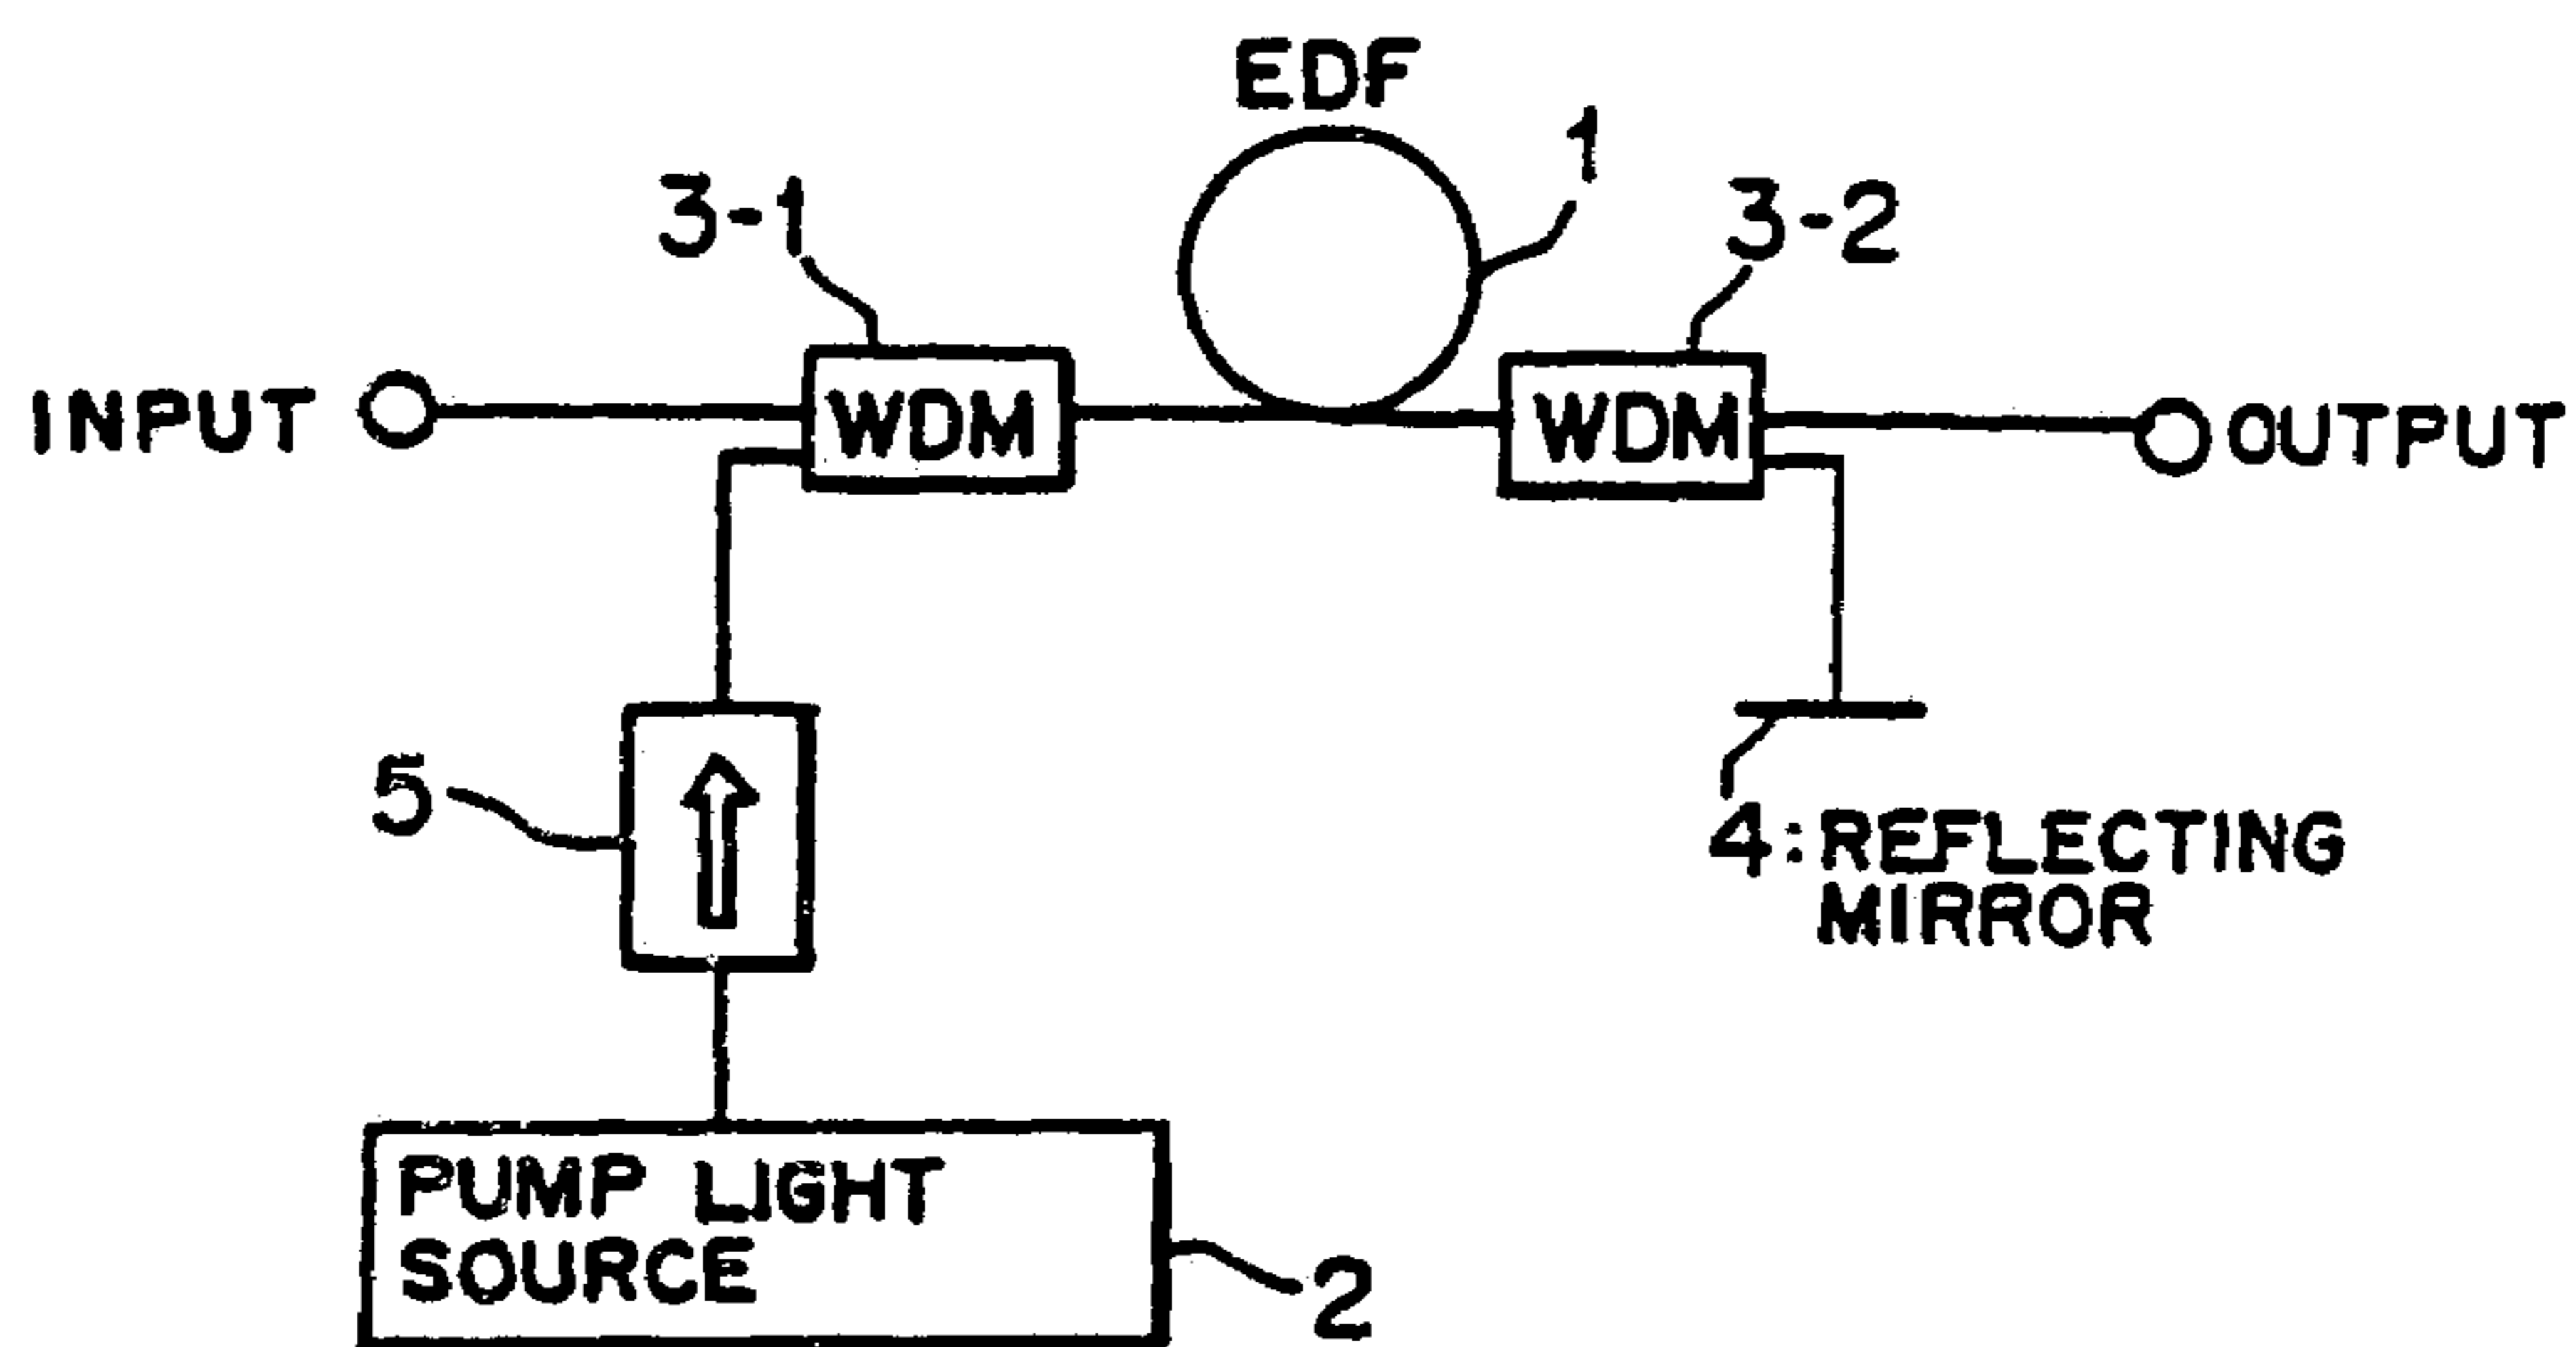 EDF
1
3-1
3-2
INPUT
WDM
WDM
OUTPUT
5
4:REFLECTING
MIRROR
PUMP LIGHT
SOURCE
2